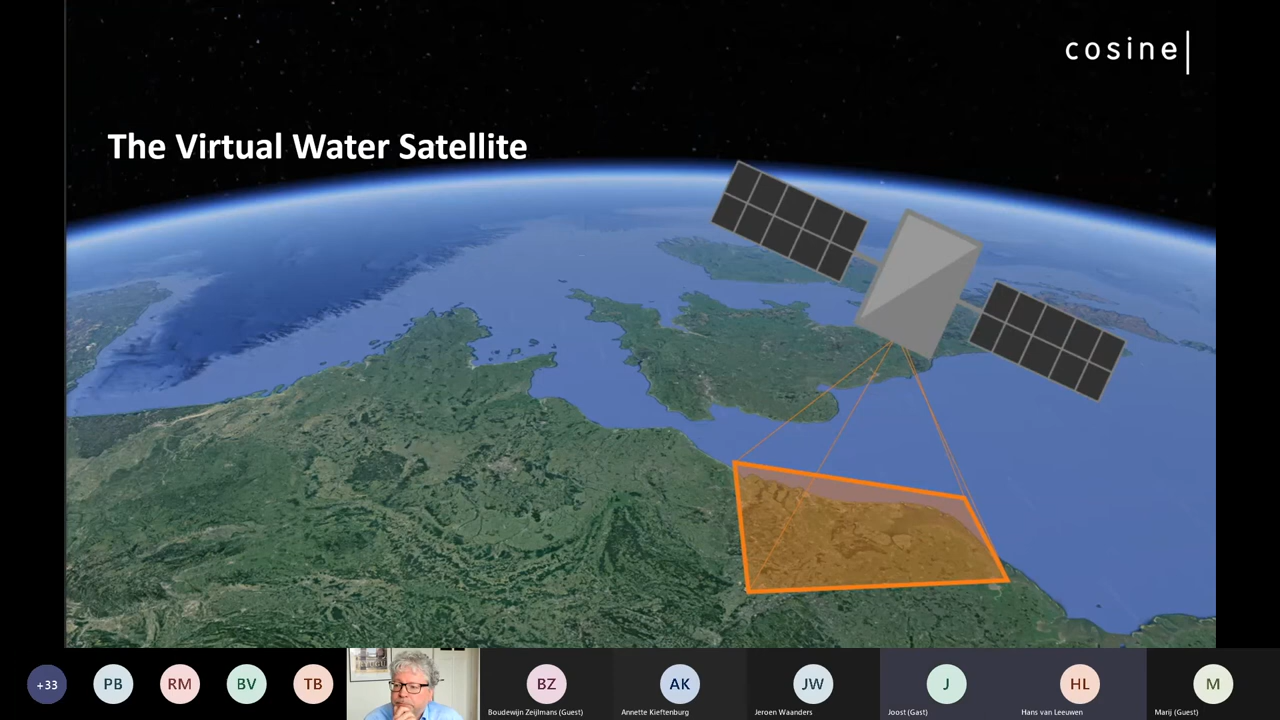 cosine|
The Virtual Water Satellite
+33
PB
RM
BV
TB
BZ
AK
JW
J
HL
M
Boudewijn Zeijlmans (Guest)
Annette Kieftenburg
Jeroen Waanders
Joost (Gast)
Hans van Leeuwen
Marij (Guest)